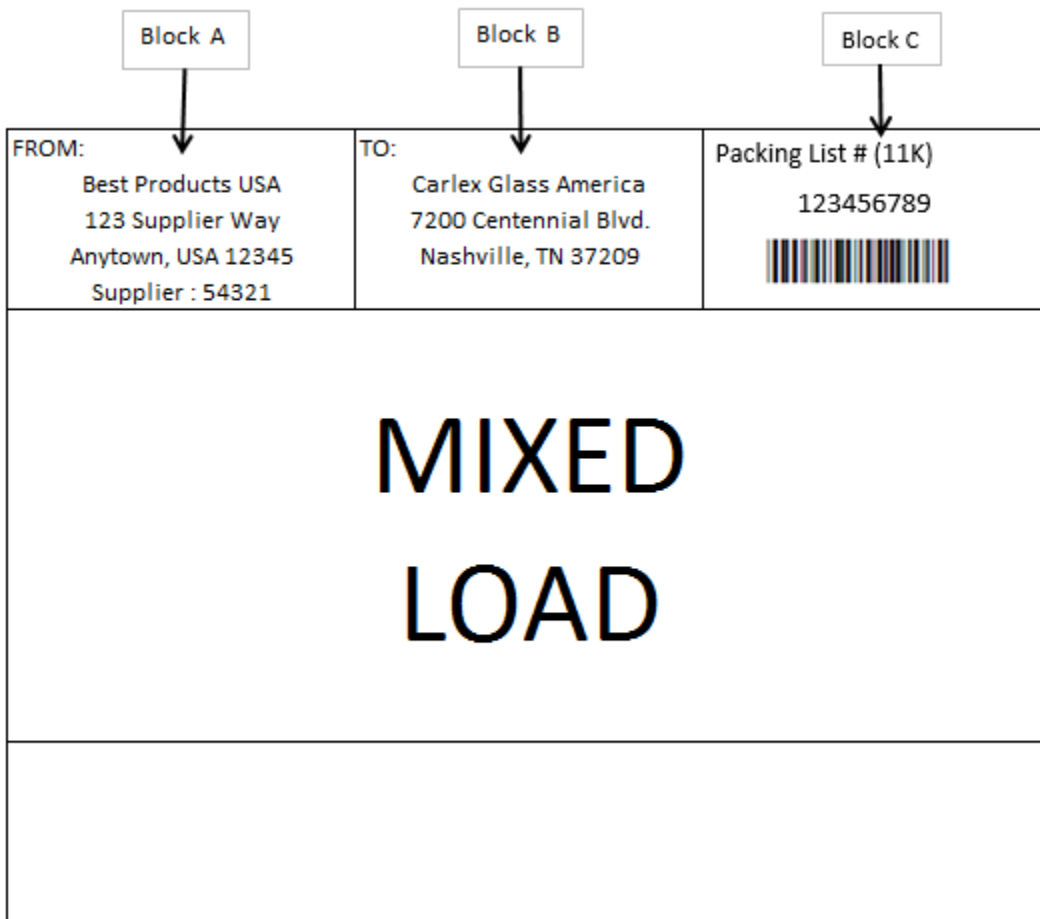 Block A
Block B
Block C
FROM:
Best Products USA
123 Supplier Way
Anytown, USA 12345
Supplier : 54321
TO:
Carlex Glass America
7200 Centennial Blvd.
Nashville, TN 37209
Packing List # (11K)
123456789
MIXED
LOAD